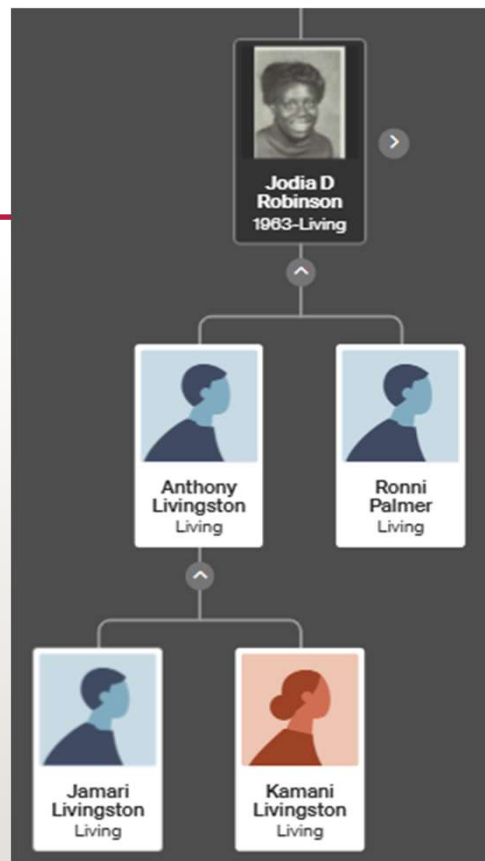 Jodia D
Robinson
1963-Living
Anthony
Livingston
Living
Ronni
Palmer
Living
Jamari
Livingston
Living
Kamani
Livingston
Living